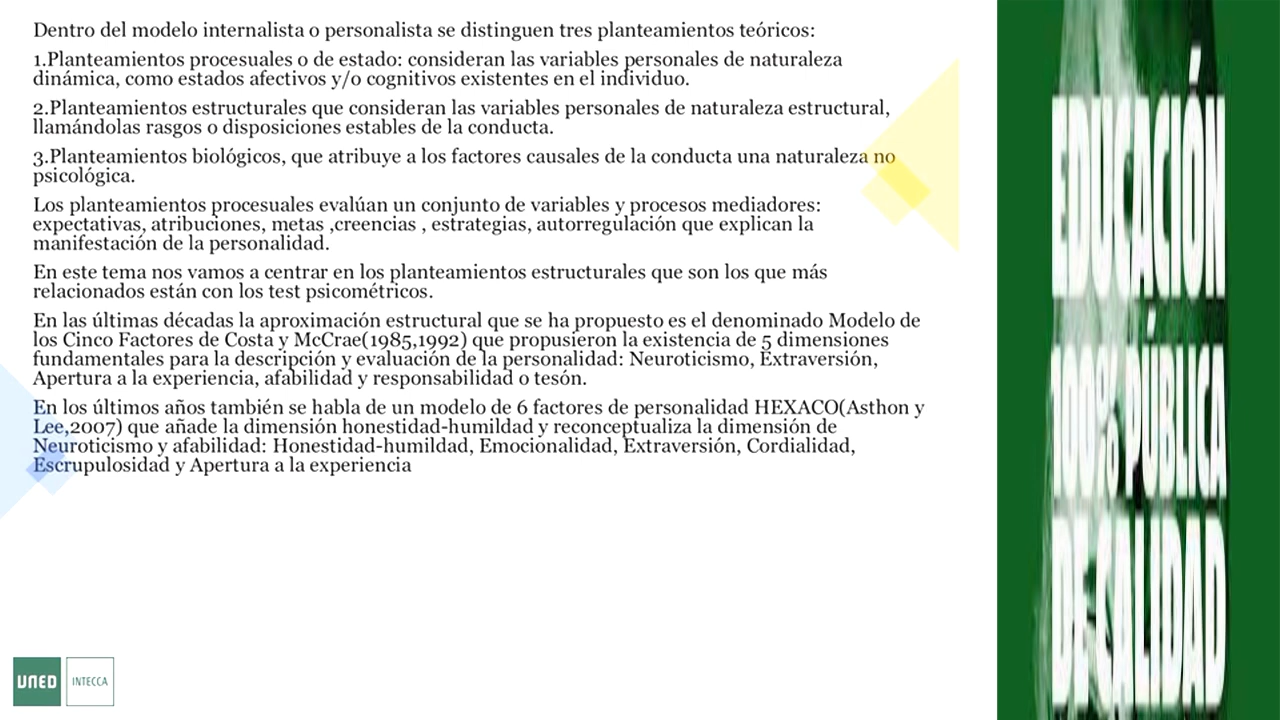 Dentro del modelo internalista o personalista se distinguen tres planteamientos teóricos:
1.Planteamientos procesuales o de estado: consideran las variables personales de naturaleza
dinámica, como estados afectivos y/o cognitivos existentes en el individuo.
2.Planteamientos estructurales que consideran las variables personales de naturaleza estructural,
llamándolas rasgos o disposiciones estables de la conducta.
3.Planteamientos biológicos, que atribuye a los factores causales de la conducta una naturaleza no
psicológica.
Los planteamientos procesuales evalúan un conjunto de variables y procesos mediadores:
expectativas, atribuciones, metas ,creencias , estrategias, autorregulación que explican la
manifestación de la personalidad.
En este tema nos vamos a centrar en los planteamientos estructurales que son los que más
relacionados están con los test psicométricos.
En las últimas décadas la aproximación estructural que se ha propuesto es el denominado Modelo de
los Cinco Factores de Costa y McCrae(1985,1992) que propusieron la existencia de 5 dimensiones
fundamentales para la descripción y evaluación de la personalidad: Neuroticismo, Extraversión,
Apertura a la experiencia, afabilidad y responsabilidad o tesón.
En los últimos años también se habla de un modelo de 6 factores de personalidad HEXACO(Asthon y
Lee,2007) que añade la dimensión honestidad-humildad y reconceptualiza la dimensión de
Neuroticismo y afabilidad: Honestidad-humildad, Emocionalidad, Extraversión, Cordialidad,
Escrupulosidad y Apertura a la experiencia
EDUCACIÓN
100% PÚBLICA
DE CALIDAD
UNED
INTECCA